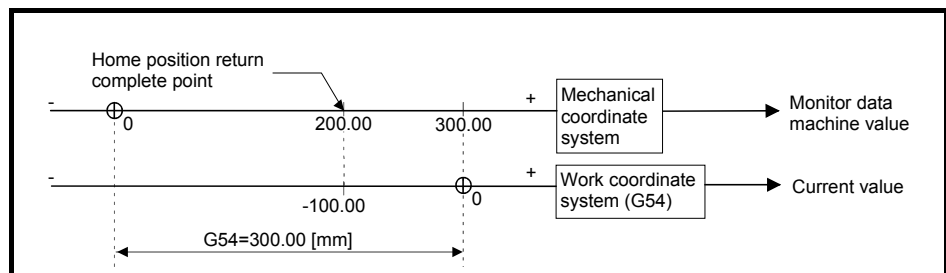 Home position return
complete point
-
+
Mechanical
coordinate
system
Monitor data
machine value
0
200.00
300.00
-
+
Work coordinate
system (G54)
Current value
-100.00
0
G54=300.00 [mm]